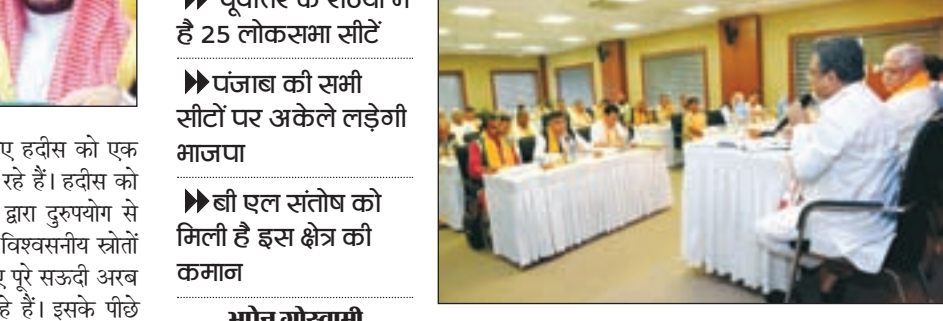 ए हदीस को एक
रहे हैं। हदीस को
द्वारा दुरुपयोग से
विश्वसनीय स्रोतों
ए पूरे सऊदी अरब
हे हैं। इसके पीछे
▶▶ पूर्वोत्तर के राज्यों में
है 25 लोकसभा सीटें
▶▶पंजाब की सभी
सीटों पर अकेले लड़ेगी
भाजपा
▶▶बी एल संतोष को
मिली है इस क्षेत्र की
कमान